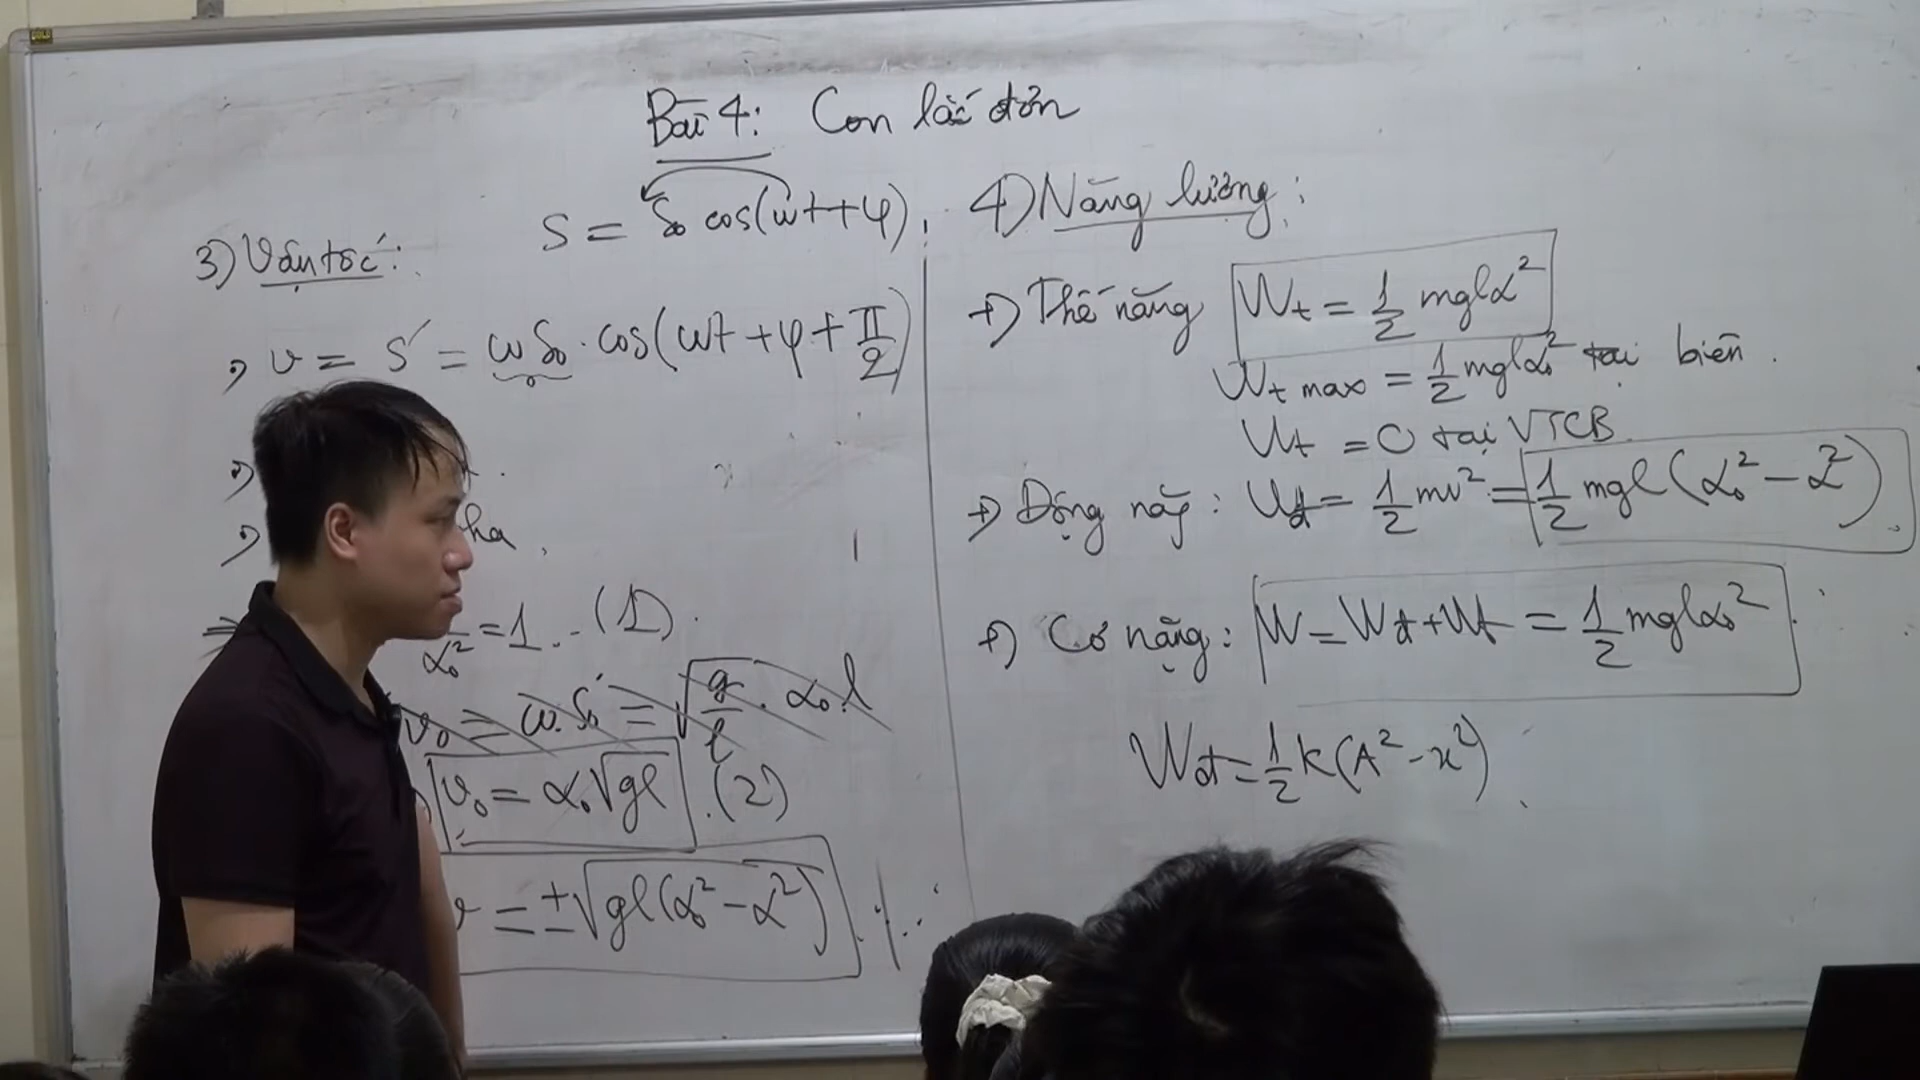 Bài 4: Con lắc đơn
S = S₀ cos(ωt + φ)
3) Vận tốc:
+) v = s' = ωS₀ · cos(ωt + φ + π/2)
+)
+) ha
⇒ α₀² = 1 .. (1).
v₀ = ω.S₀ = √(g/l) . α₀.l
v₀ = α₀√gl . (2)
v = ±√gl(α₀² - α²)
4) Năng lượng:
+) Thế năng Wt = 1/2 mglα²
Wt max = 1/2 mglα₀² tại biên.
Wt = 0 tại VTCB
+) Động năg: Wđ = 1/2 mv² = 1/2 mgl(α₀² - α²)
+) Cơ nặg: W = Wđ + Wt = 1/2 mglα₀²
Wđ = 1/2 k(A² - x²)